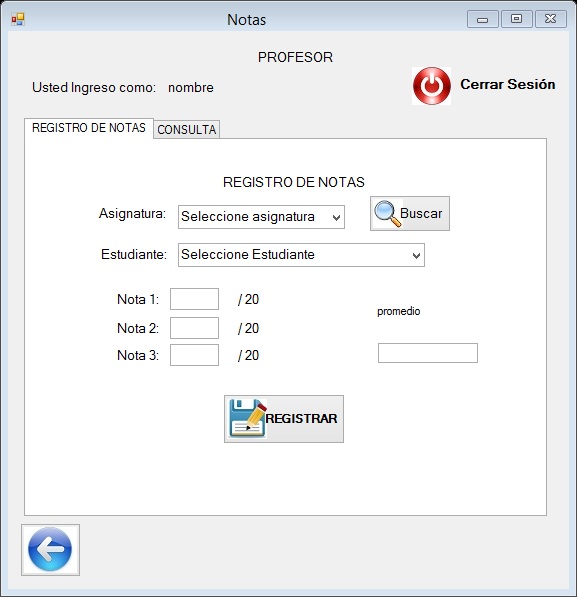 Notas
PROFESOR
Usted Ingreso como: nombre
Cerrar Sesión
REGISTRO DE NOTAS
CONSULTA
REGISTRO DE NOTAS
Asignatura: Seleccione asignatura
Buscar
Estudiante: Seleccione Estudiante
Nota 1: / 20
promedio
Nota 2: / 20
Nota 3: / 20
REGISTRAR